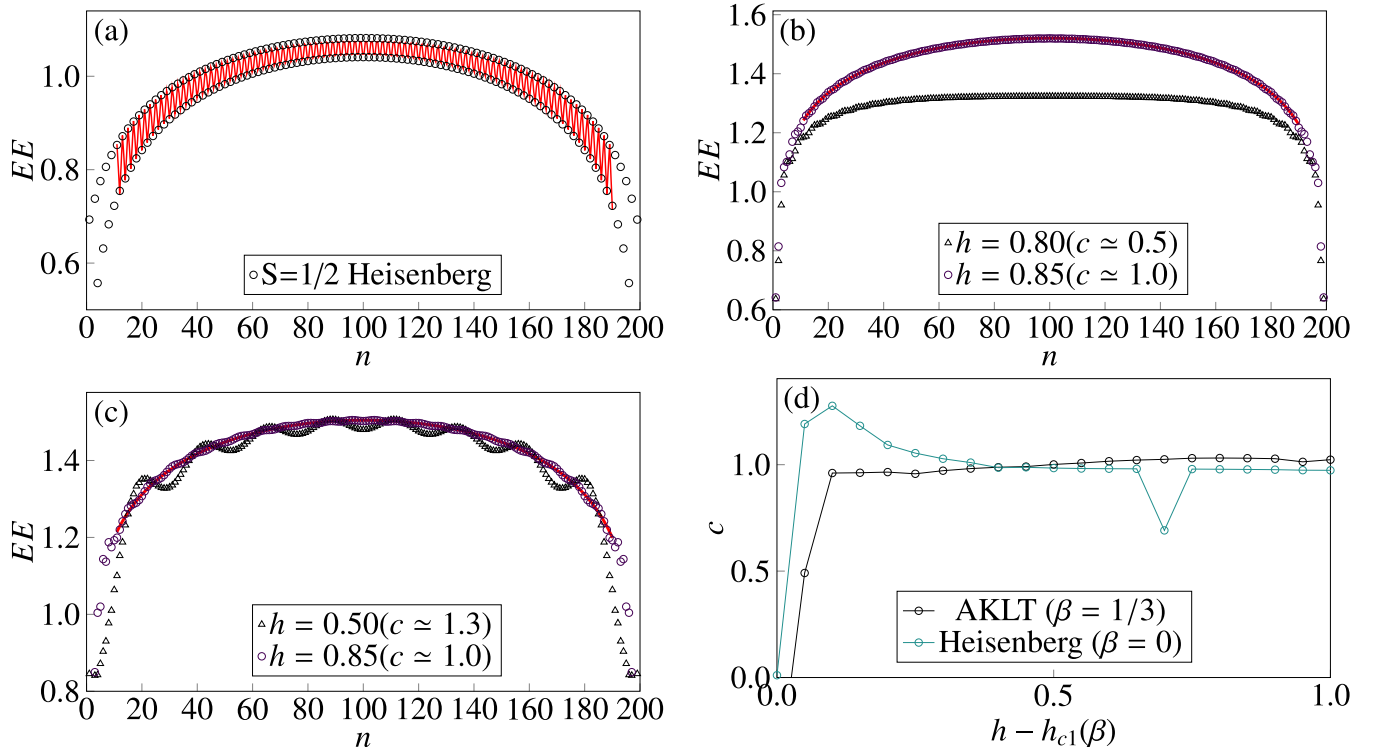 (a)
EE
1.0
0.8
0.6
S=1/2 Heisenberg
0 20 40 60 80 100 120 140 160 180 200
n
(b)
EE
1.6
1.4
1.2
1.0
0.8
0.6
h = 0.80(c ≃ 0.5)
h = 0.85(c ≃ 1.0)
0 20 40 60 80 100 120 140 160 180 200
n
(c)
EE
1.4
1.2
1.0
0.8
h = 0.50(c ≃ 1.3)
h = 0.85(c ≃ 1.0)
0 20 40 60 80 100 120 140 160 180 200
n
(d)
c
1.0
0.5
0.0
AKLT (β = 1/3)
Heisenberg (β = 0)
0.0 0.5 1.0
h − h_{c1}(β)